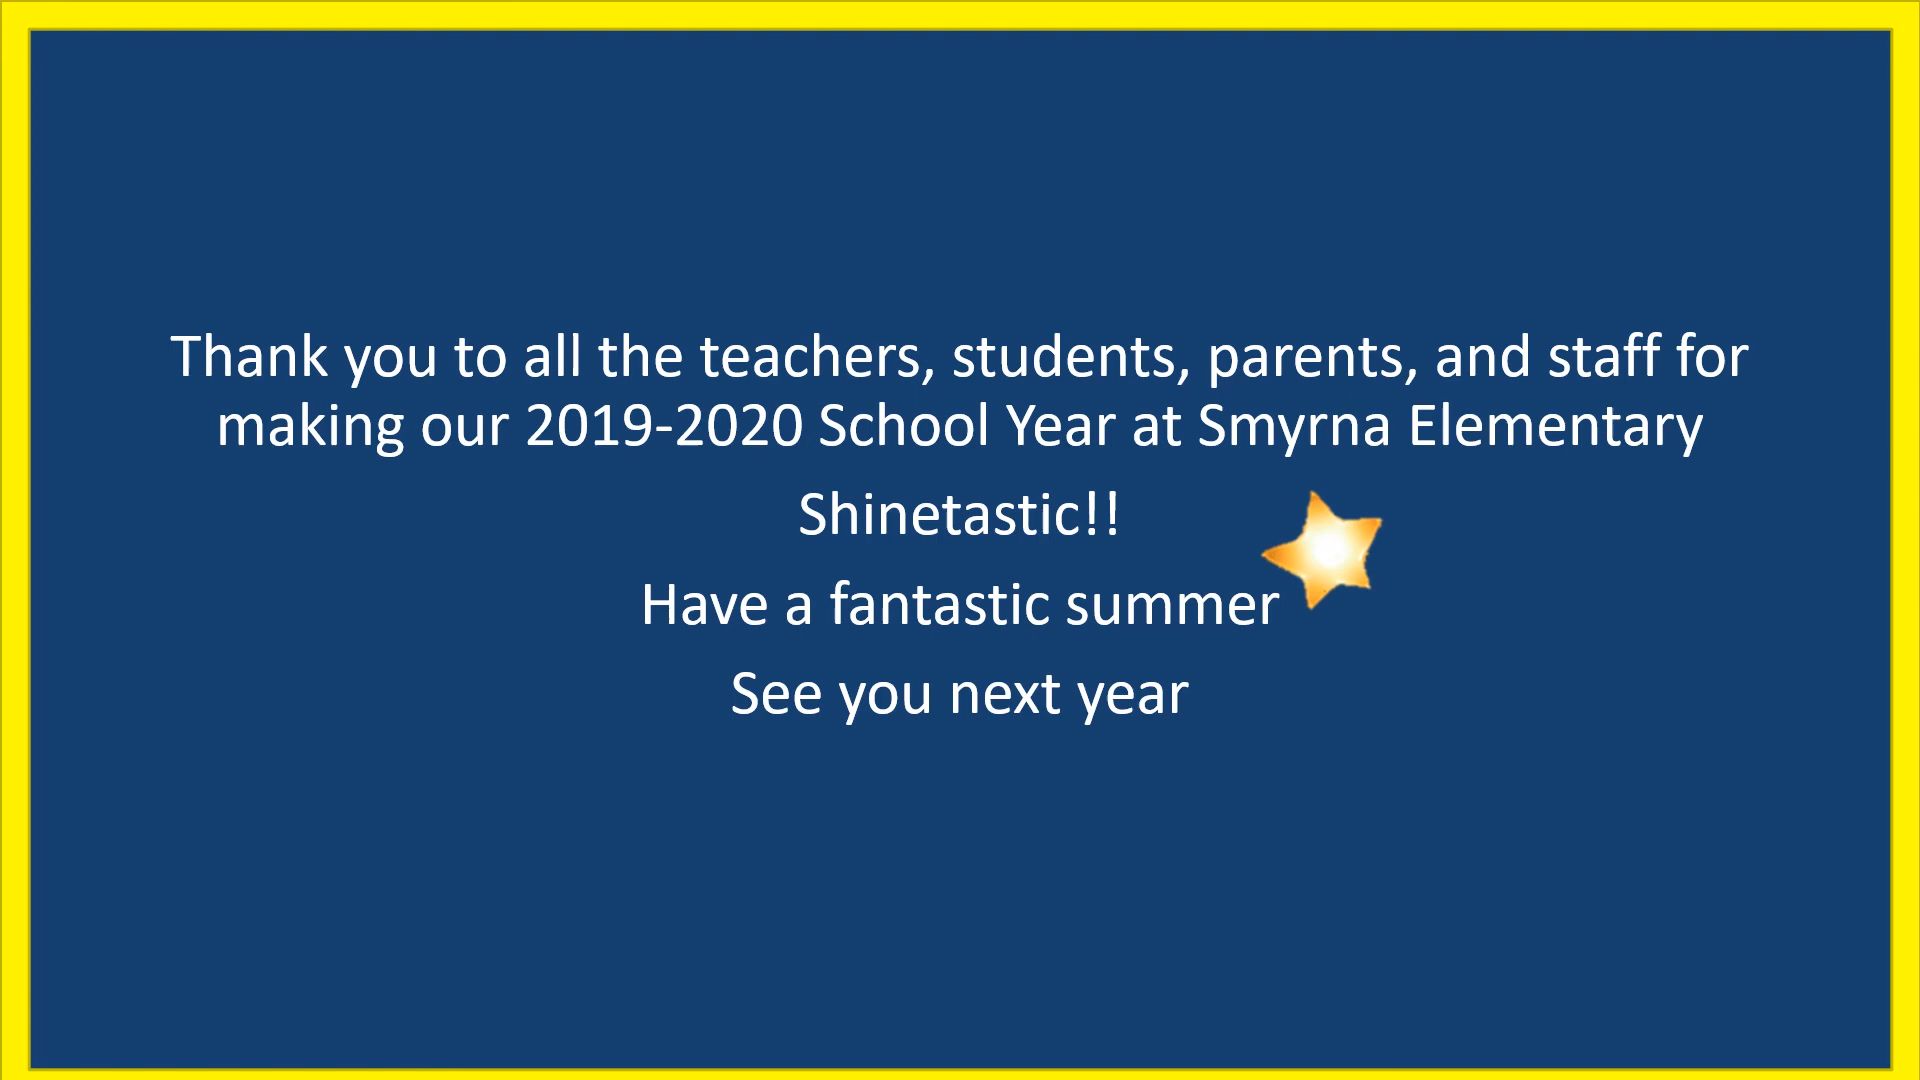 Thank you to all the teachers, students, parents, and staff for
making our 2019-2020 School Year at Smyrna Elementary
Shinetastic!!
Have a fantastic summer
See you next year